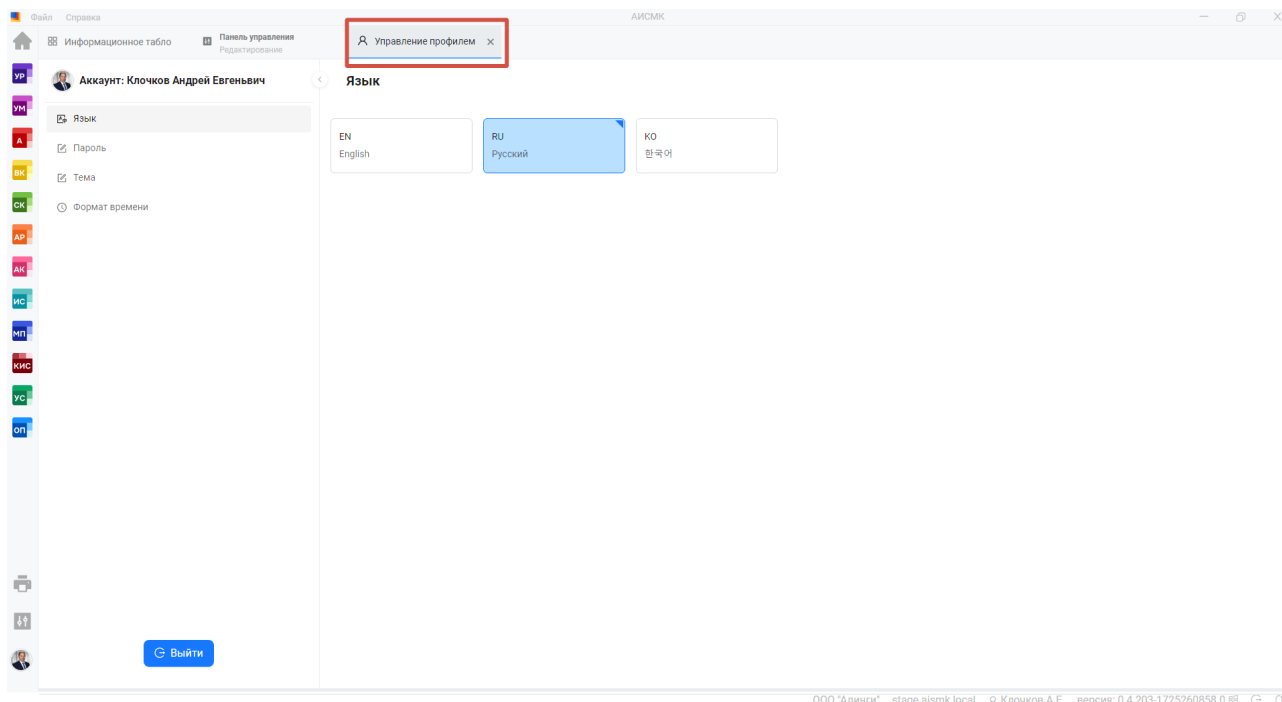 Файл Справка АИСМК
Информационное табло
Панель управления
Редактирование
Управление профилем
Аккаунт: Клочков Андрей Евгеньвич
Язык
УР
УМ
А
ВК
СК
АР
АК
ИС
МП
КИС
УС
ОП
Язык
Пароль
Тема
Формат времени
EN
English
RU
Русский
KO
한국어
Выйти
ООО "Алинги" stage.aismk.local Клочков А.Е. версия: 0.4.203-1725260858.0